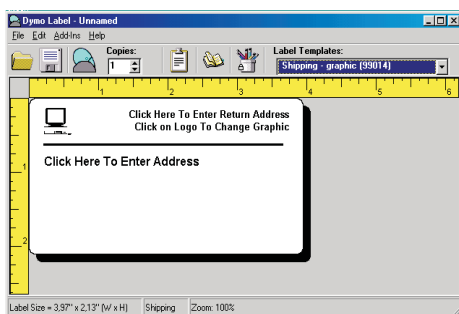 Dymo Label - Unnamed
File Edit Add-Ins Help
Copies:
1
Label Templates:
Shipping - graphic (99014)
1 2 3 4 5 6
Click Here To Enter Return Address
Click on Logo To Change Graphic
Click Here To Enter Address
1
2
Label Size = 3,97" x 2,13" (W x H) Shipping Zoom: 100%